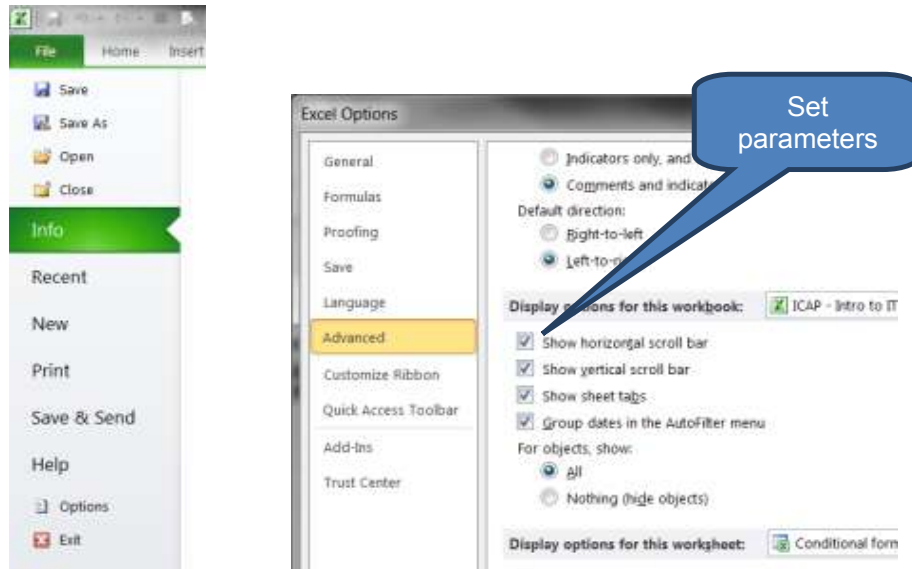 File Home Insert
Save
Save As
Open
Close
Info
Recent
New
Print
Save & Send
Help
Options
Exit
Excel Options
General
Formulas
Proofing
Save
Language
Advanced
Customize Ribbon
Quick Access Toolbar
Add-Ins
Trust Center
Indicators only, and
Comments and indicat
Default direction:
Right-to-left
Left-to-ri
Display options for this workbook: ICAP - Intro to IT
Show horizontal scroll bar
Show vertical scroll bar
Show sheet tabs
Group dates in the AutoFilter menu
For objects, show:
All
Nothing (hide objects)
Display options for this worksheet: Conditional form
Set
parameters